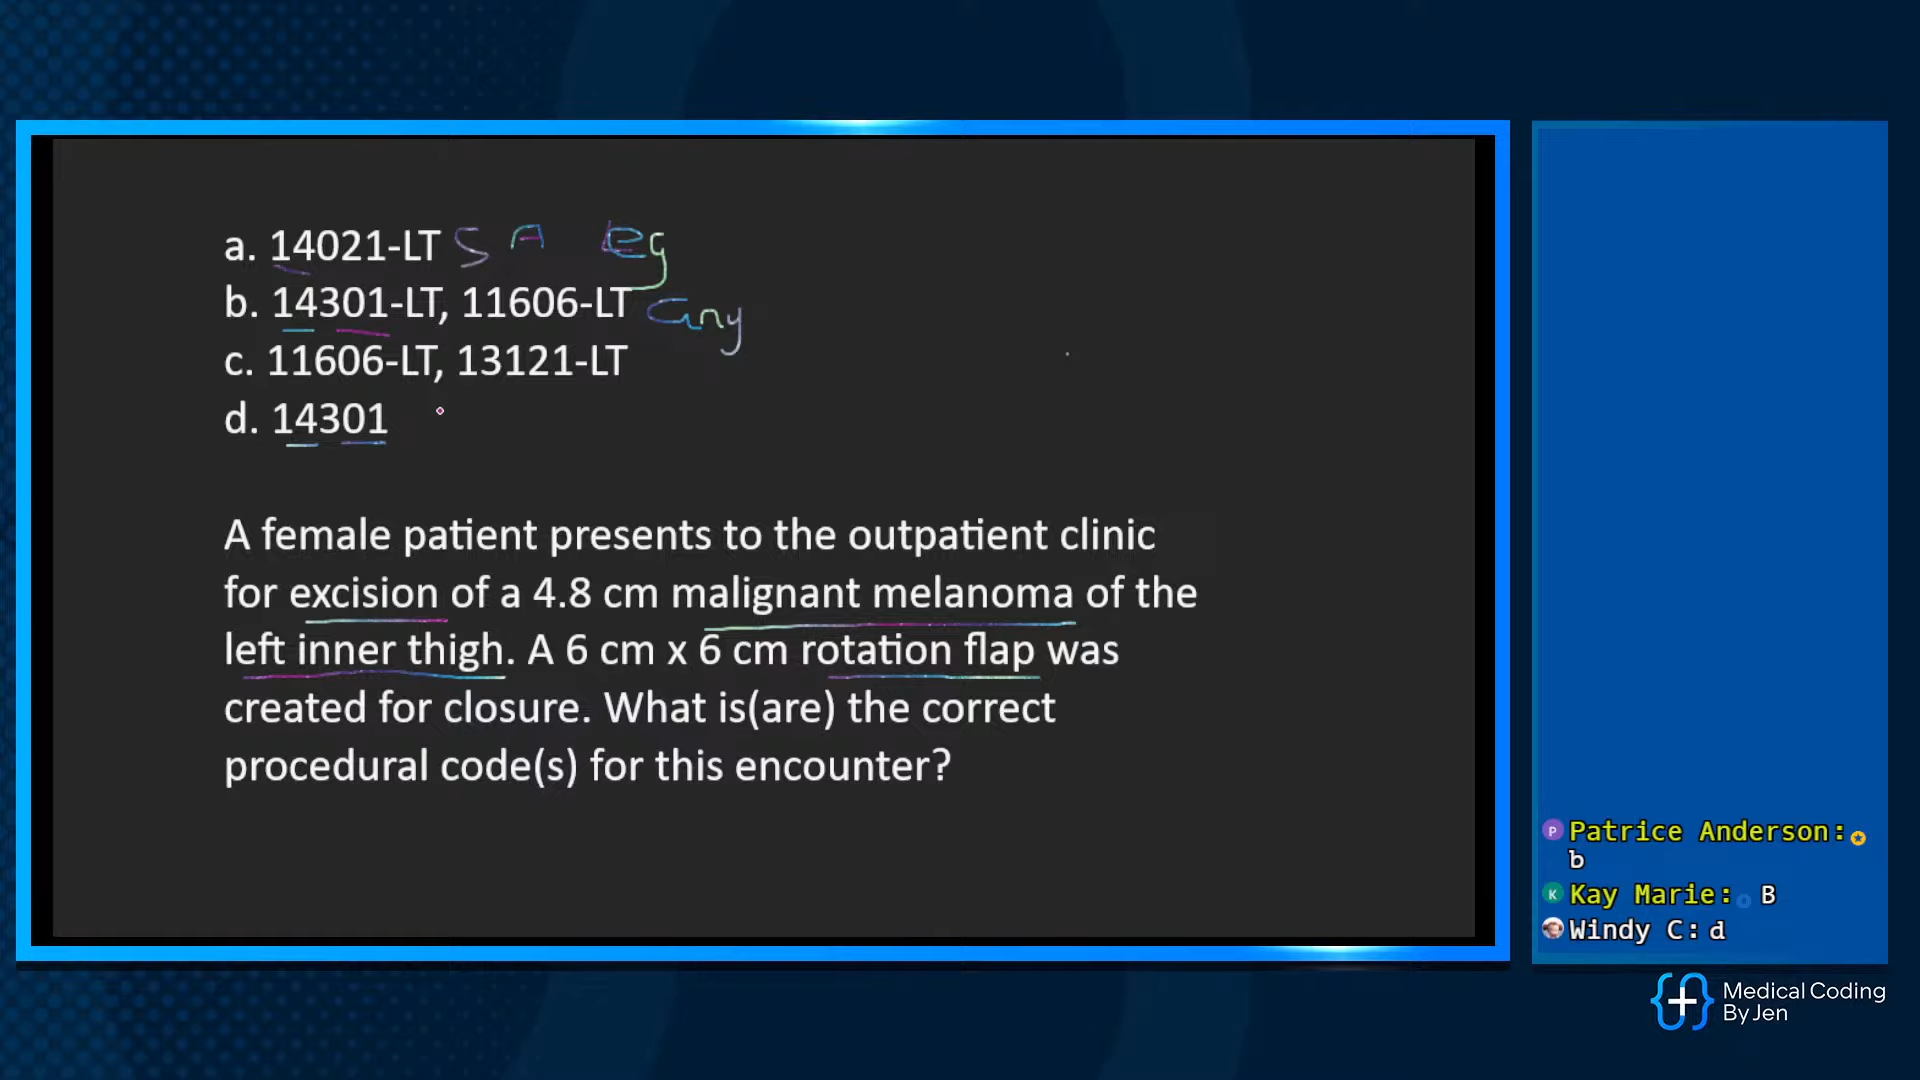 a. 14021-LT S A Eg
b. 14301-LT, 11606-LT any
c. 11606-LT, 13121-LT
d. 14301
A female patient presents to the outpatient clinic
for excision of a 4.8 cm malignant melanoma of the
left inner thigh. A 6 cm x 6 cm rotation flap was
created for closure. What is(are) the correct
procedural code(s) for this encounter?
P Patrice Anderson:
b
K Kay Marie: B
Windy C: d
Medical Coding
By Jen